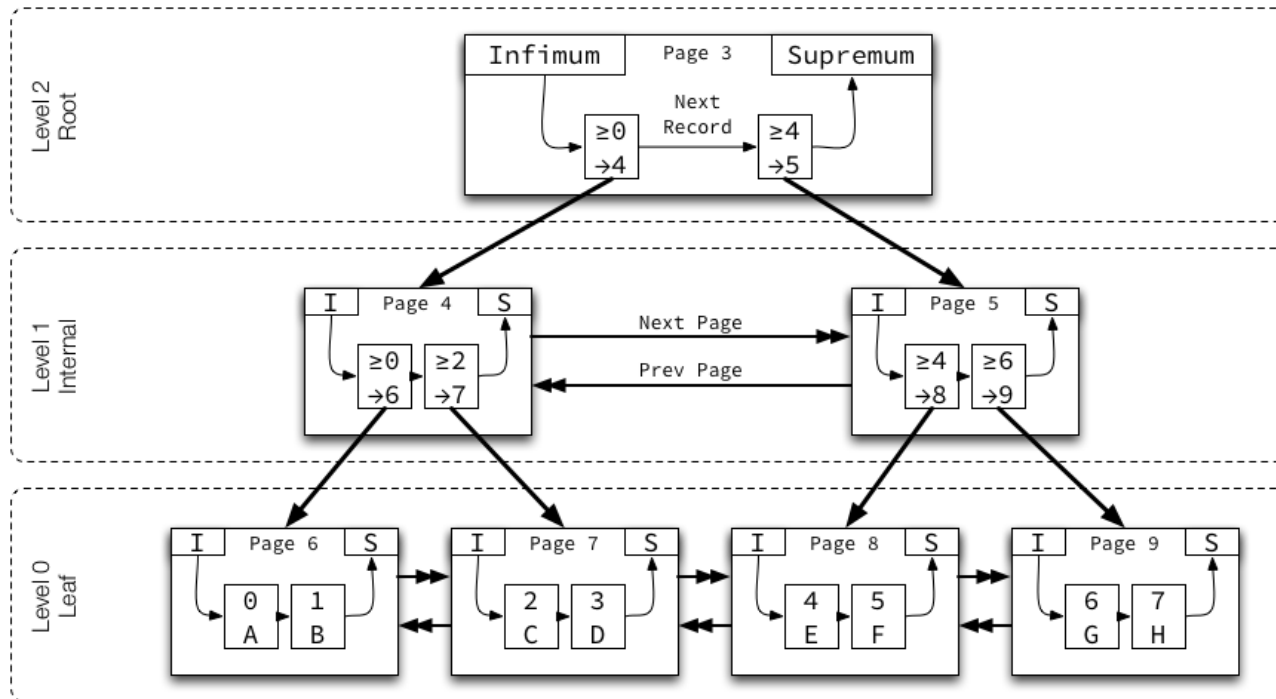 Level 2
Root
Infimum
Page 3
Supremum
Next
Record
≥0
→4
≥4
→5
Level 1
Internal
I
Page 4
S
≥0
→6
≥2
→7
Next Page
Prev Page
I
Page 5
S
≥4
→8
≥6
→9
Level 0
Leaf
I
Page 6
S
0
A
1
B
I
Page 7
S
2
C
3
D
I
Page 8
S
4
E
5
F
I
Page 9
S
6
G
7
H